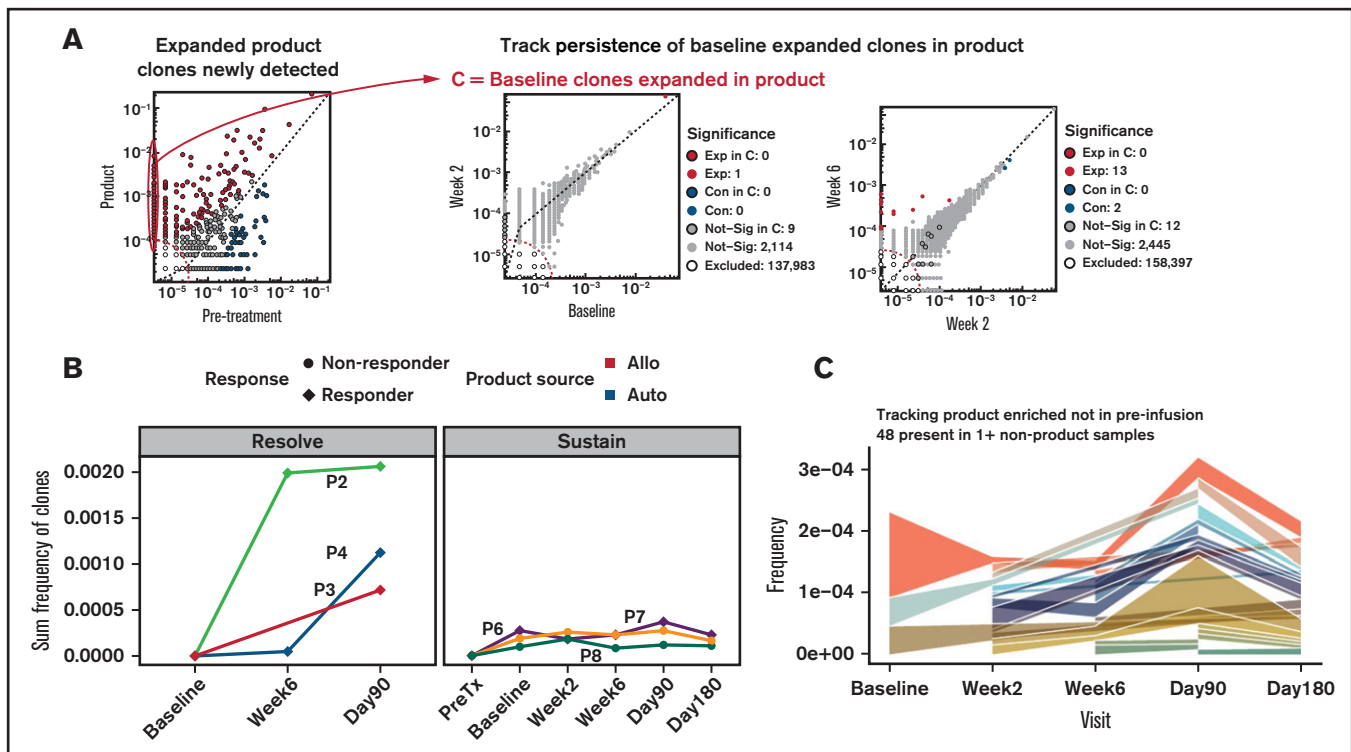 A
Expanded product
clones newly detected
Track persistence of baseline expanded clones in product
C = Baseline clones expanded in product
Product
10⁻¹
10⁻²
10⁻³
10⁻⁴
10⁻⁵ 10⁻⁴ 10⁻³ 10⁻² 10⁻¹
Pre-treatment
Week 2
10⁻²
10⁻³
10⁻⁴
10⁻⁵
10⁻⁴ 10⁻³ 10⁻²
Baseline
Significance
Exp in C: 0
Exp: 1
Con in C: 0
Con: 0
Not–Sig in C: 9
Not–Sig: 2,114
Excluded: 137,983
Week 6
10⁻²
10⁻³
10⁻⁴
10⁻⁵
10⁻⁵ 10⁻⁴ 10⁻³ 10⁻²
Week 2
Significance
Exp in C: 0
Exp: 13
Con in C: 0
Con: 2
Not–Sig in C: 12
Not–Sig: 2,445
Excluded: 158,397
B
Response
Non-responder
Responder
Product source
Allo
Auto
Resolve
Sustain
Sum frequency of clones
0.0020
0.0015
0.0010
0.0005
0.0000
P2
P4
P3
P6
P7
P8
Baseline
Week6
Day90
PreTx
Baseline
Week2
Week6
Day90
Day180
C
Tracking product enriched not in pre-infusion
48 present in 1+ non-product samples
Frequency
3e–04
2e–04
1e–04
0e+00
Baseline Week2 Week6 Day90 Day180
Visit